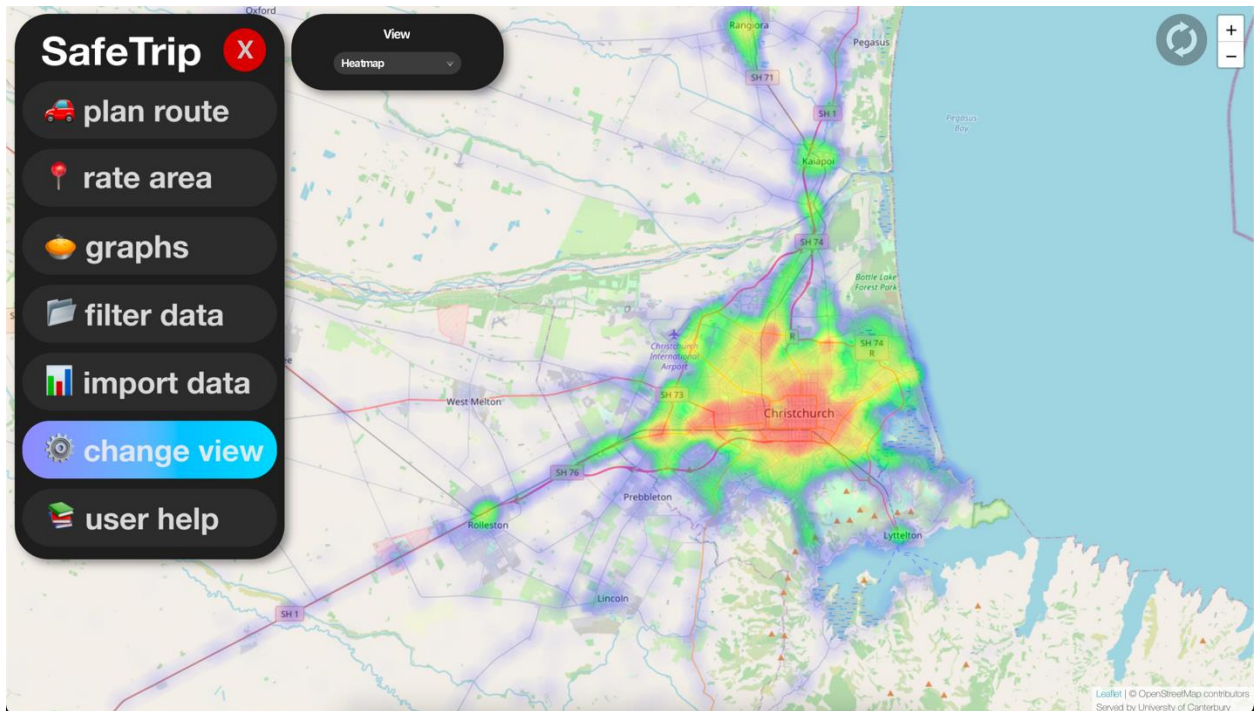 SafeTrip X
plan route
rate area
graphs
filter data
import data
change view
user help
View
Heatmap
Oxford
Rangiora
Pegasus
SH 71
SH 1
Kaiapoi
Pegasus
Bay
SH 74
Bottle Lake
Forest Park
Christchurch
International
Airport
R
SH 74
R
SH 73
West Melton
Christchurch
SH 76
Prebbleton
Rolleston
Lyttelton
Lincoln
SH 1
+
−
Leaflet | © OpenStreetMap contributors
Served by University of Canterbury